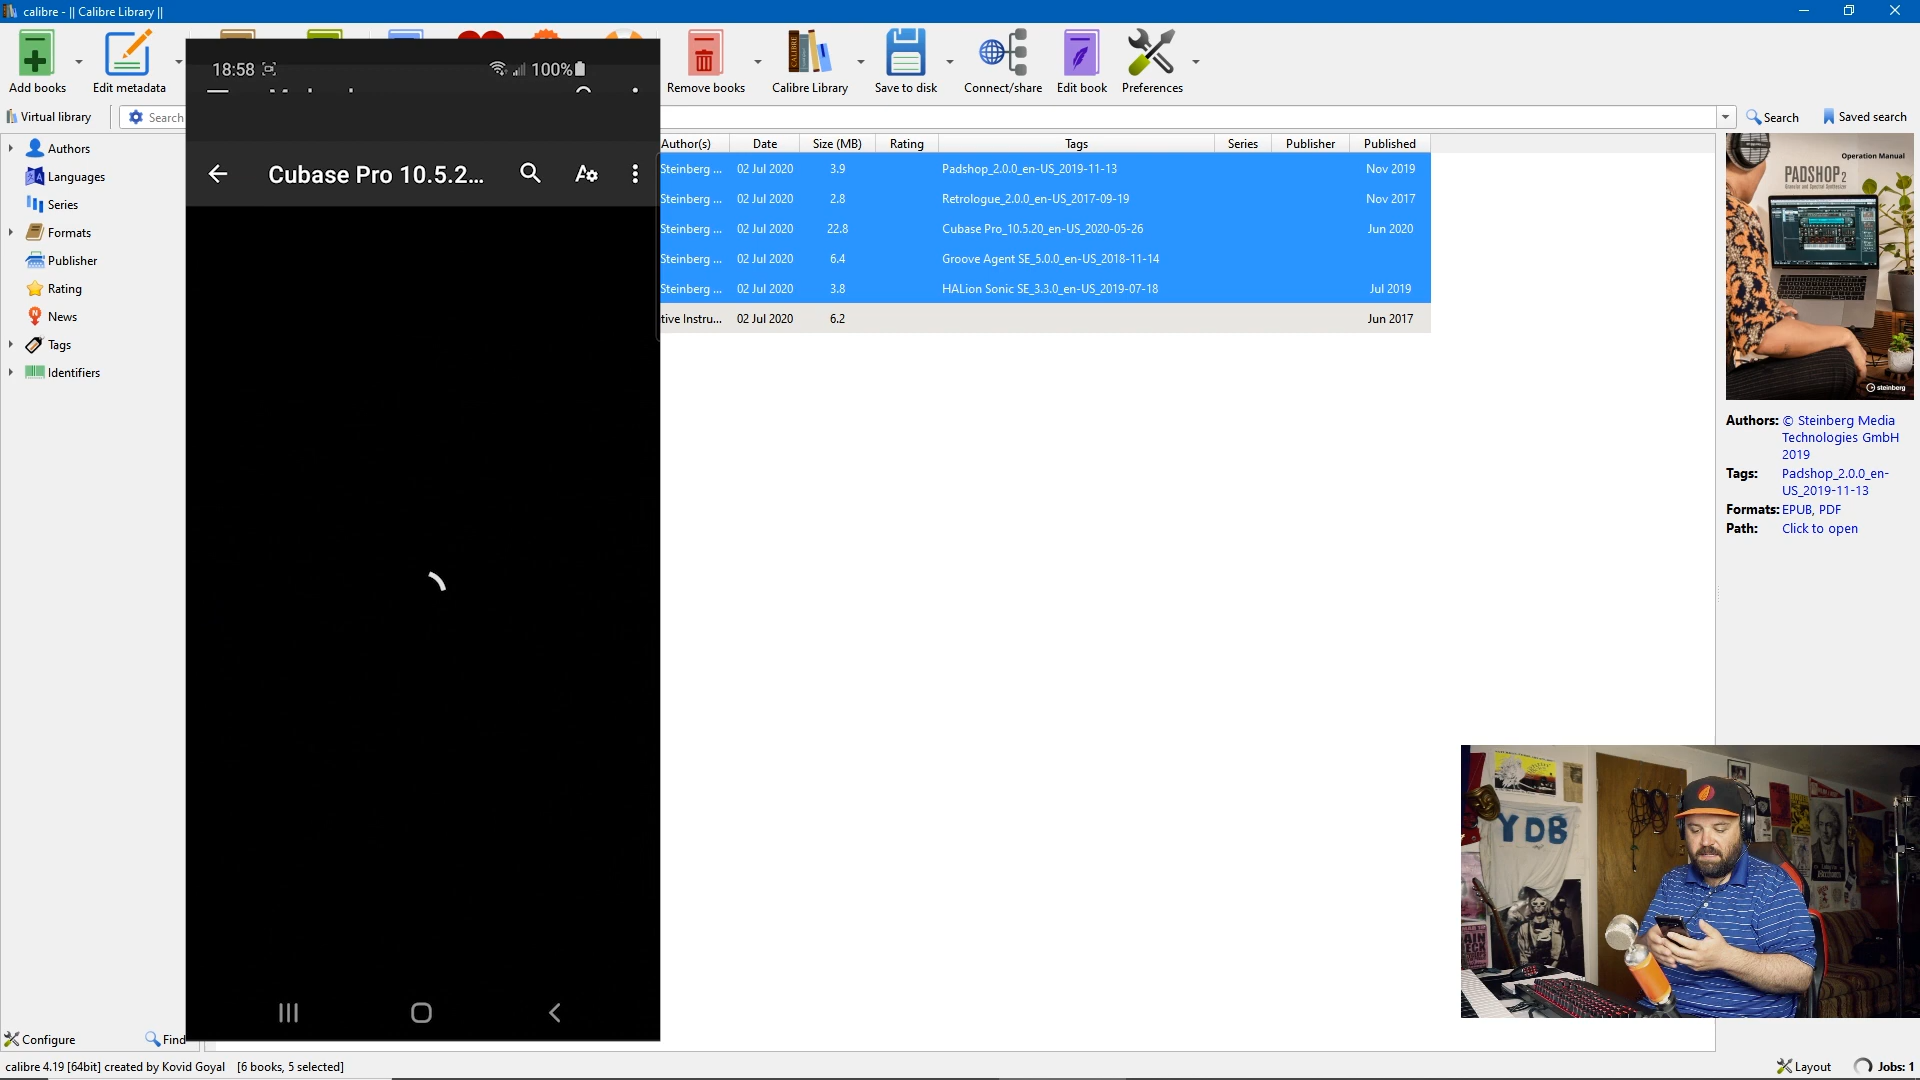 calibre - || Calibre Library ||
Add books
Edit metadata
Remove books
Calibre Library
Save to disk
Connect/share
Edit book
Preferences
18:58
100%
Virtual library
Search
Search
Saved search
Cubase Pro 10.5.2...
Authors
Languages
Series
Formats
Publisher
Rating
News
Tags
Identifiers
Author(s) Date Size (MB) Rating Tags Series Publisher Published
Steinberg ... 02 Jul 2020 3.9 Padshop_2.0.0_en-US_2019-11-13 Nov 2019
Steinberg ... 02 Jul 2020 2.8 Retrologue_2.0.0_en-US_2017-09-19 Nov 2017
Steinberg ... 02 Jul 2020 22.8 Cubase Pro_10.5.20_en-US_2020-05-26 Jun 2020
Steinberg ... 02 Jul 2020 6.4 Groove Agent SE_5.0.0_en-US_2018-11-14
Steinberg ... 02 Jul 2020 3.8 HALion Sonic SE_3.3.0_en-US_2019-07-18 Jul 2019
tive Instru... 02 Jul 2020 6.2 Jun 2017
Operation Manual
PADSHOP 2
steinberg
Authors: © Steinberg Media
Technologies GmbH
2019
Tags: Padshop_2.0.0_en-
US_2019-11-13
Formats: EPUB, PDF
Path: Click to open
YDB
Configure
Find
calibre 4.19 [64bit] created by Kovid Goyal [6 books, 5 selected]
Layout
Jobs: 1